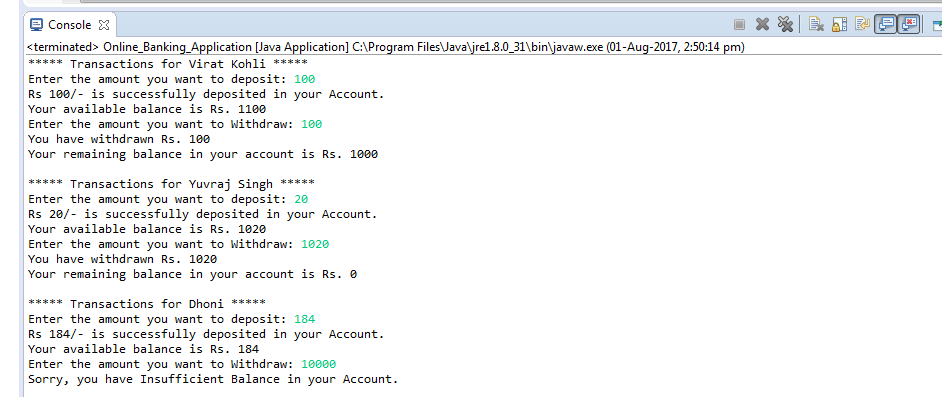 Console
<terminated> Online_Banking_Application [Java Application] C:\Program Files\Java\jre1.8.0_31\bin\javaw.exe (01-Aug-2017, 2:50:14 pm)
***** Transactions for Virat Kohli *****
Enter the amount you want to deposit: 100
Rs 100/- is successfully deposited in your Account.
Your available balance is Rs. 1100
Enter the amount you want to Withdraw: 100
You have withdrawn Rs. 100
Your remaining balance in your account is Rs. 1000
***** Transactions for Yuvraj Singh *****
Enter the amount you want to deposit: 20
Rs 20/- is successfully deposited in your Account.
Your available balance is Rs. 1020
Enter the amount you want to Withdraw: 1020
You have withdrawn Rs. 1020
Your remaining balance in your account is Rs. 0
***** Transactions for Dhoni *****
Enter the amount you want to deposit: 184
Rs 184/- is successfully deposited in your Account.
Your available balance is Rs. 184
Enter the amount you want to Withdraw: 10000
Sorry, you have Insufficient Balance in your Account.